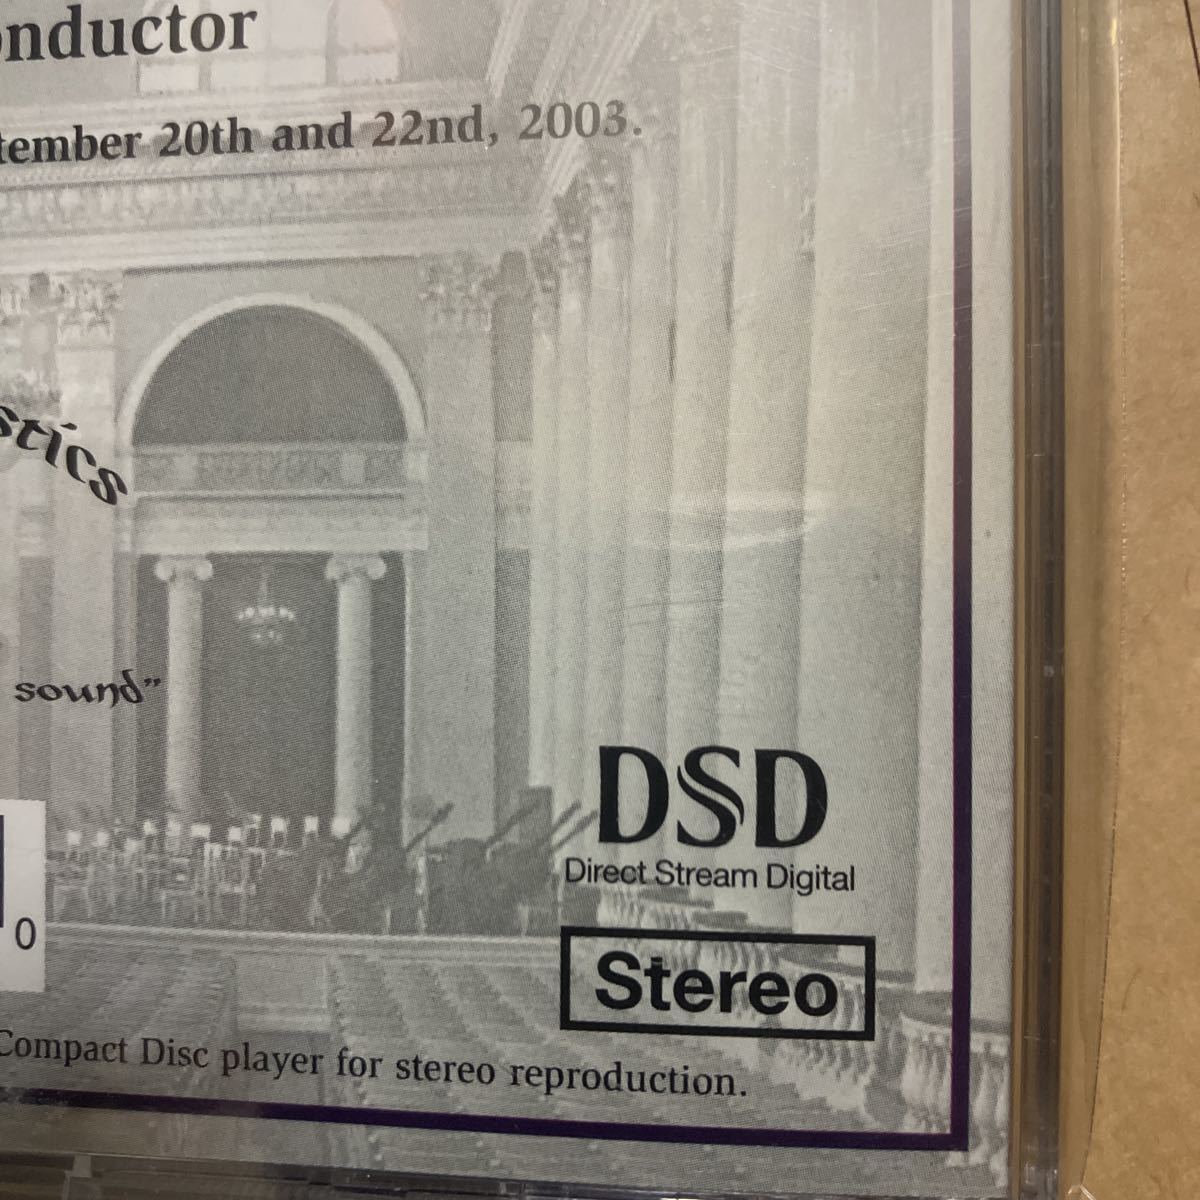 onductor
tember 20th and 22nd, 2003.
stics
sound”
DSD
Direct Stream Digital
0
Stereo
Compact Disc player for stereo reproduction.